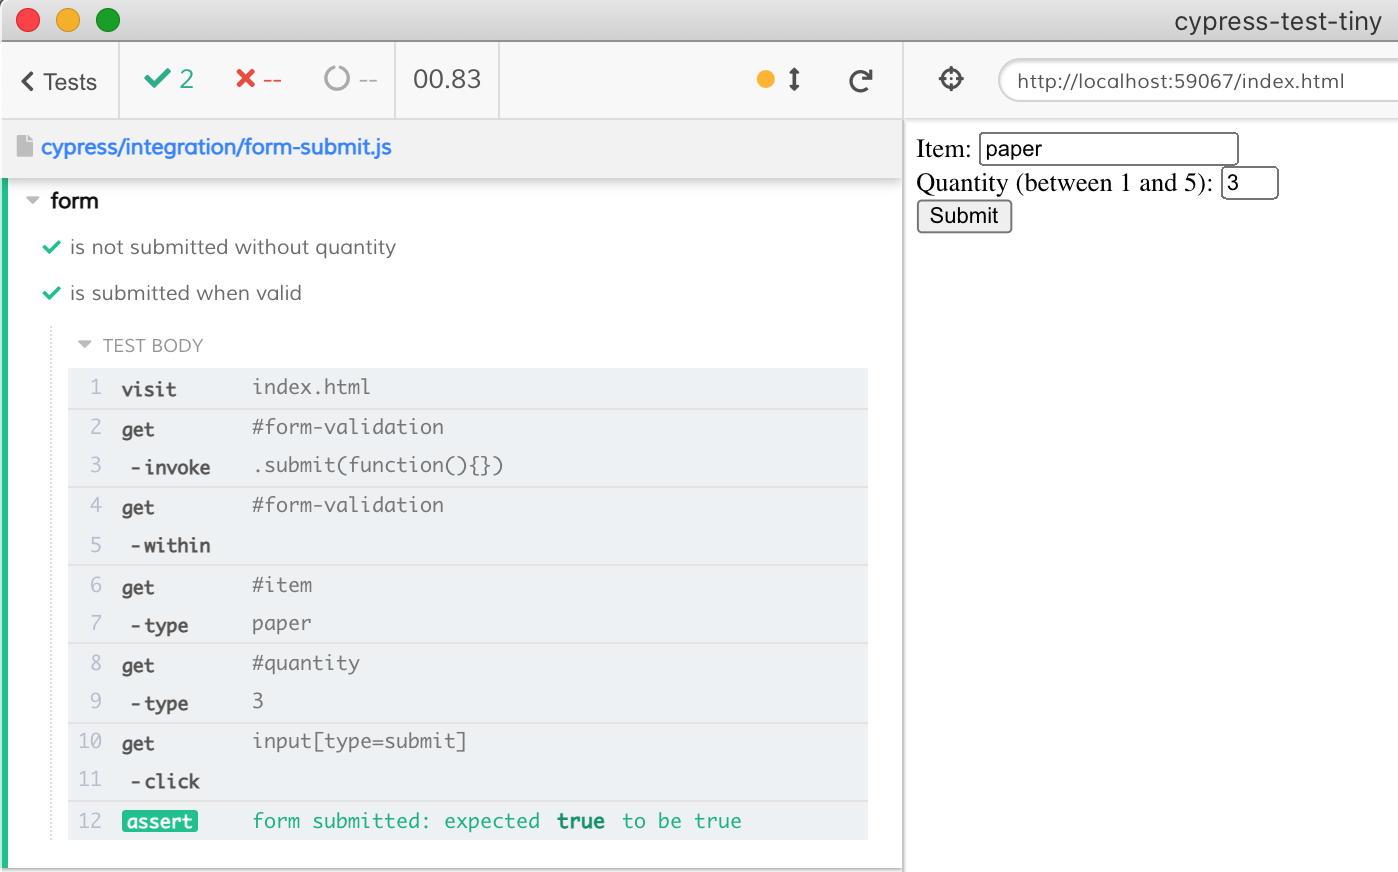 cypress-test-tiny
Tests 2 -- -- 00.83 http://localhost:59067/index.html
cypress/integration/form-submit.js
form
is not submitted without quantity
is submitted when valid
TEST BODY
1 visit index.html
2 get #form-validation
3 -invoke .submit(function(){})
4 get #form-validation
5 -within
6 get #item
7 -type paper
8 get #quantity
9 -type 3
10 get input[type=submit]
11 -click
12 assert form submitted: expected true to be true
Item: paper
Quantity (between 1 and 5): 3
Submit